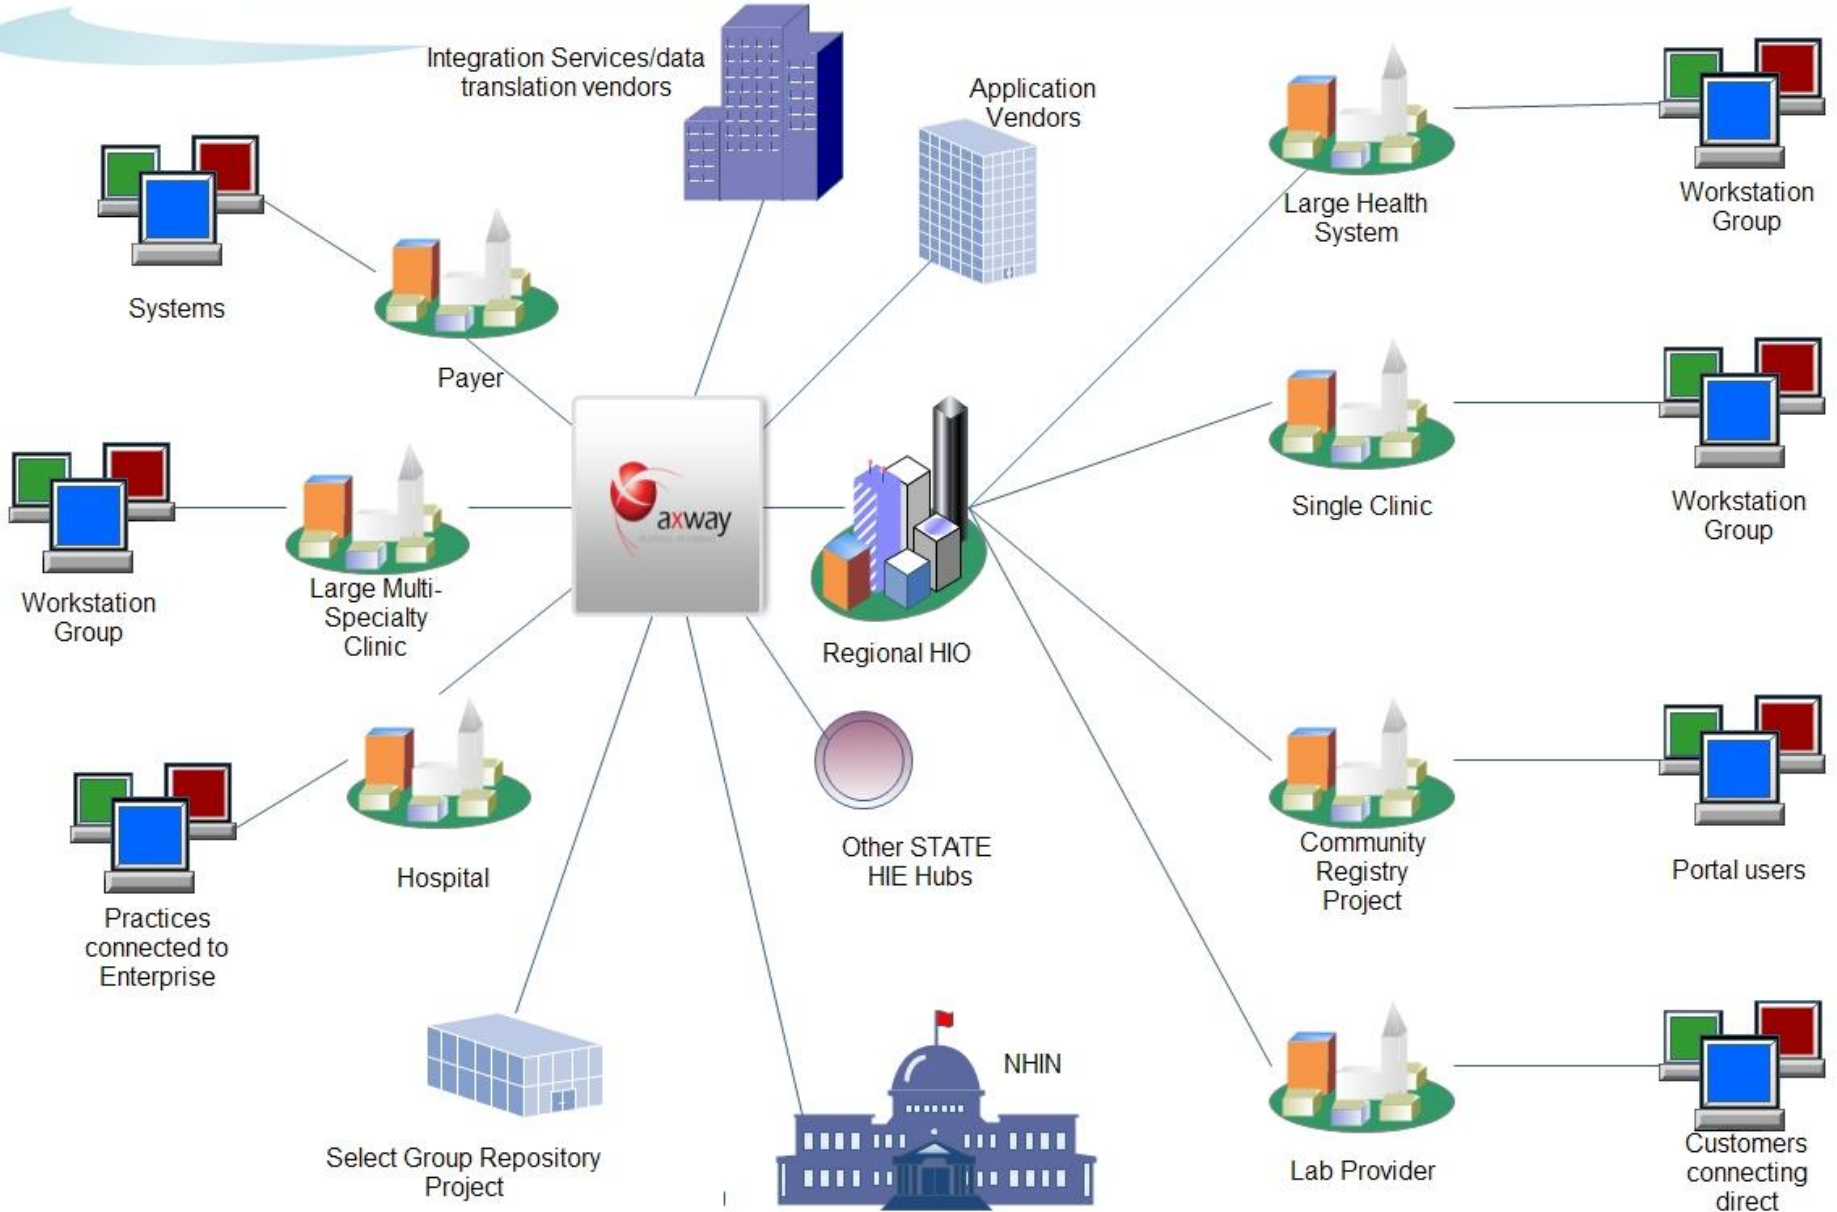 Integration Services/data
translation vendors
Application
Vendors
Large Health
System
Workstation
Group
Systems
Payer
axway
Single Clinic
Workstation
Group
Workstation
Group
Large Multi-
Specialty
Clinic
Regional HIO
Other STATE
HIE Hubs
Community
Registry
Project
Portal users
Hospital
Practices
connected to
Enterprise
NHIN
Select Group Repository
Project
Lab Provider
Customers
connecting
direct